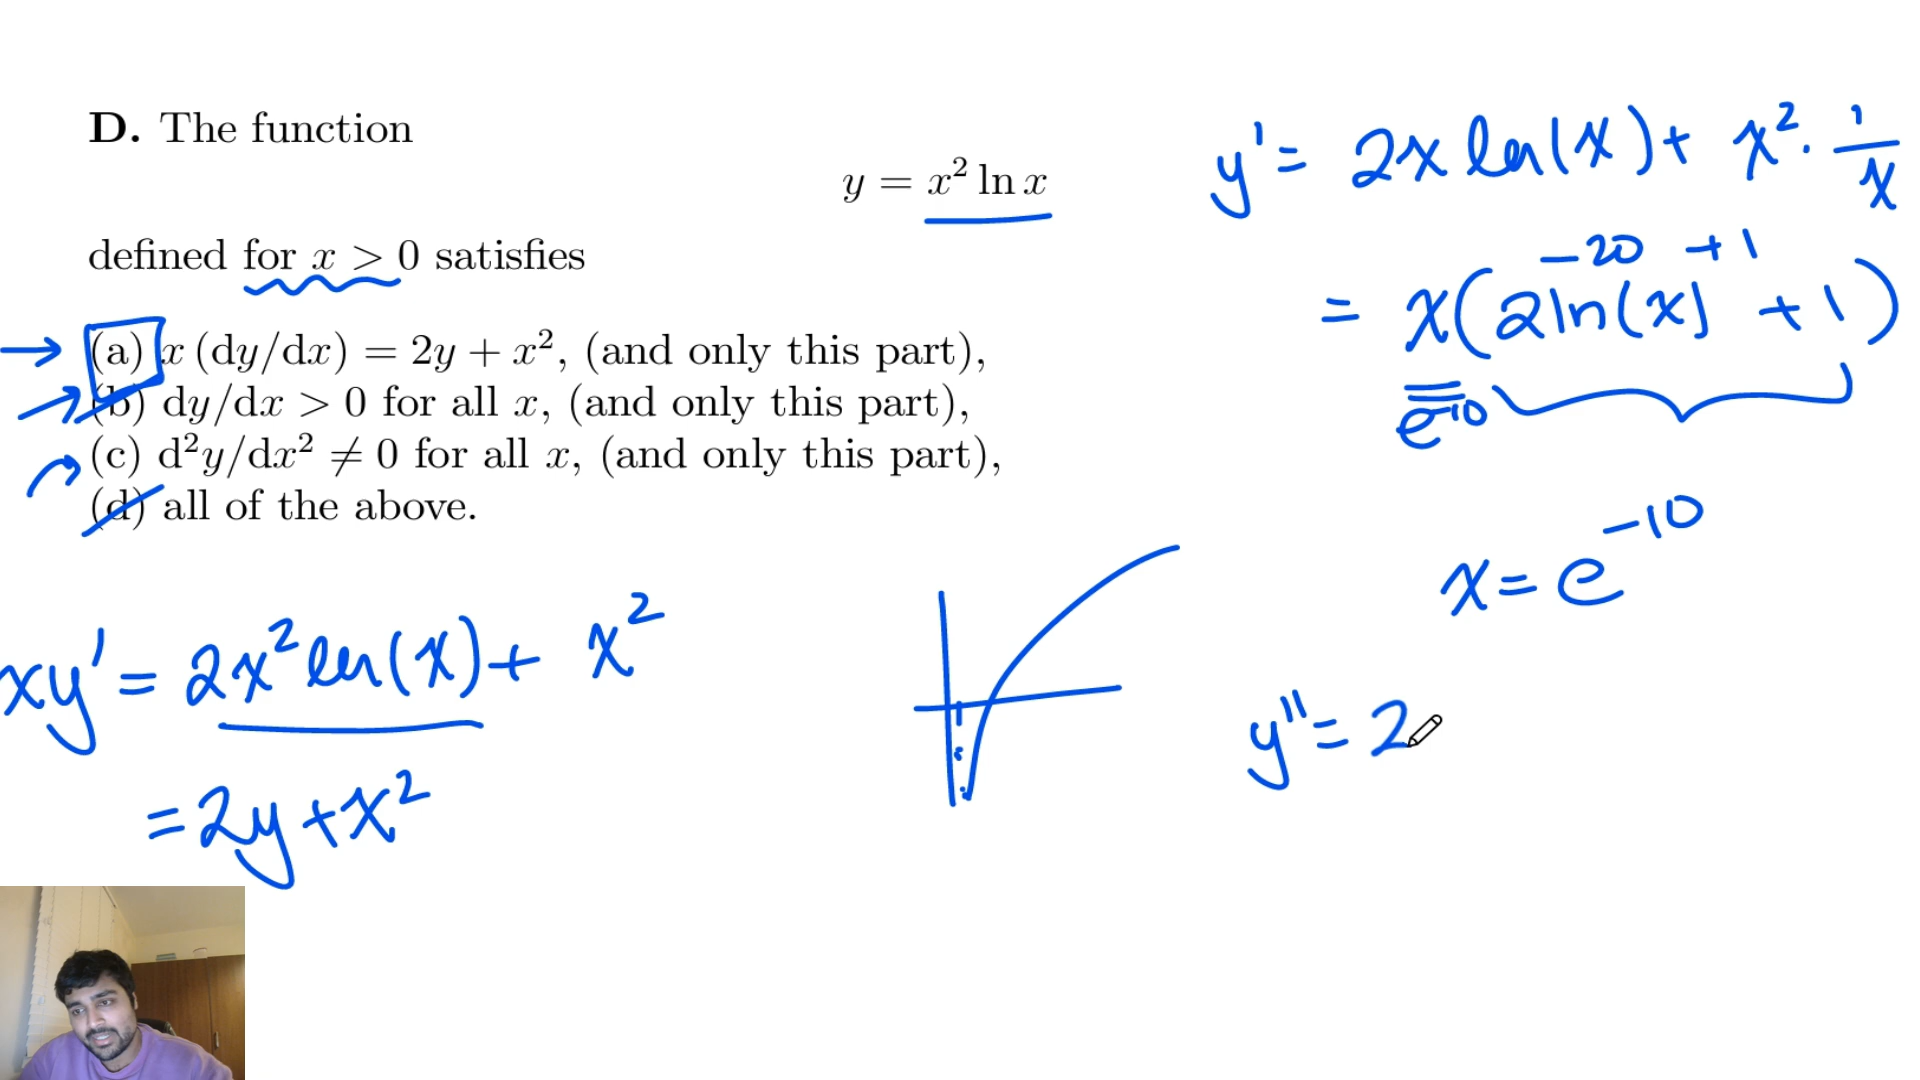 D. The function
y = x² ln x
defined for x > 0 satisfies
(a) x (dy/dx) = 2y + x², (and only this part),
(b) dy/dx > 0 for all x, (and only this part),
(c) d²y/dx² ≠ 0 for all x, (and only this part),
(d) all of the above.
xy' = 2x² ln(x) + x²
= 2y + x²
y' = 2x ln(x) + x² · 1/x
-20 +1
= x(2ln(x) + 1)
e⁻¹⁰
x = e⁻¹⁰
y'' = 2